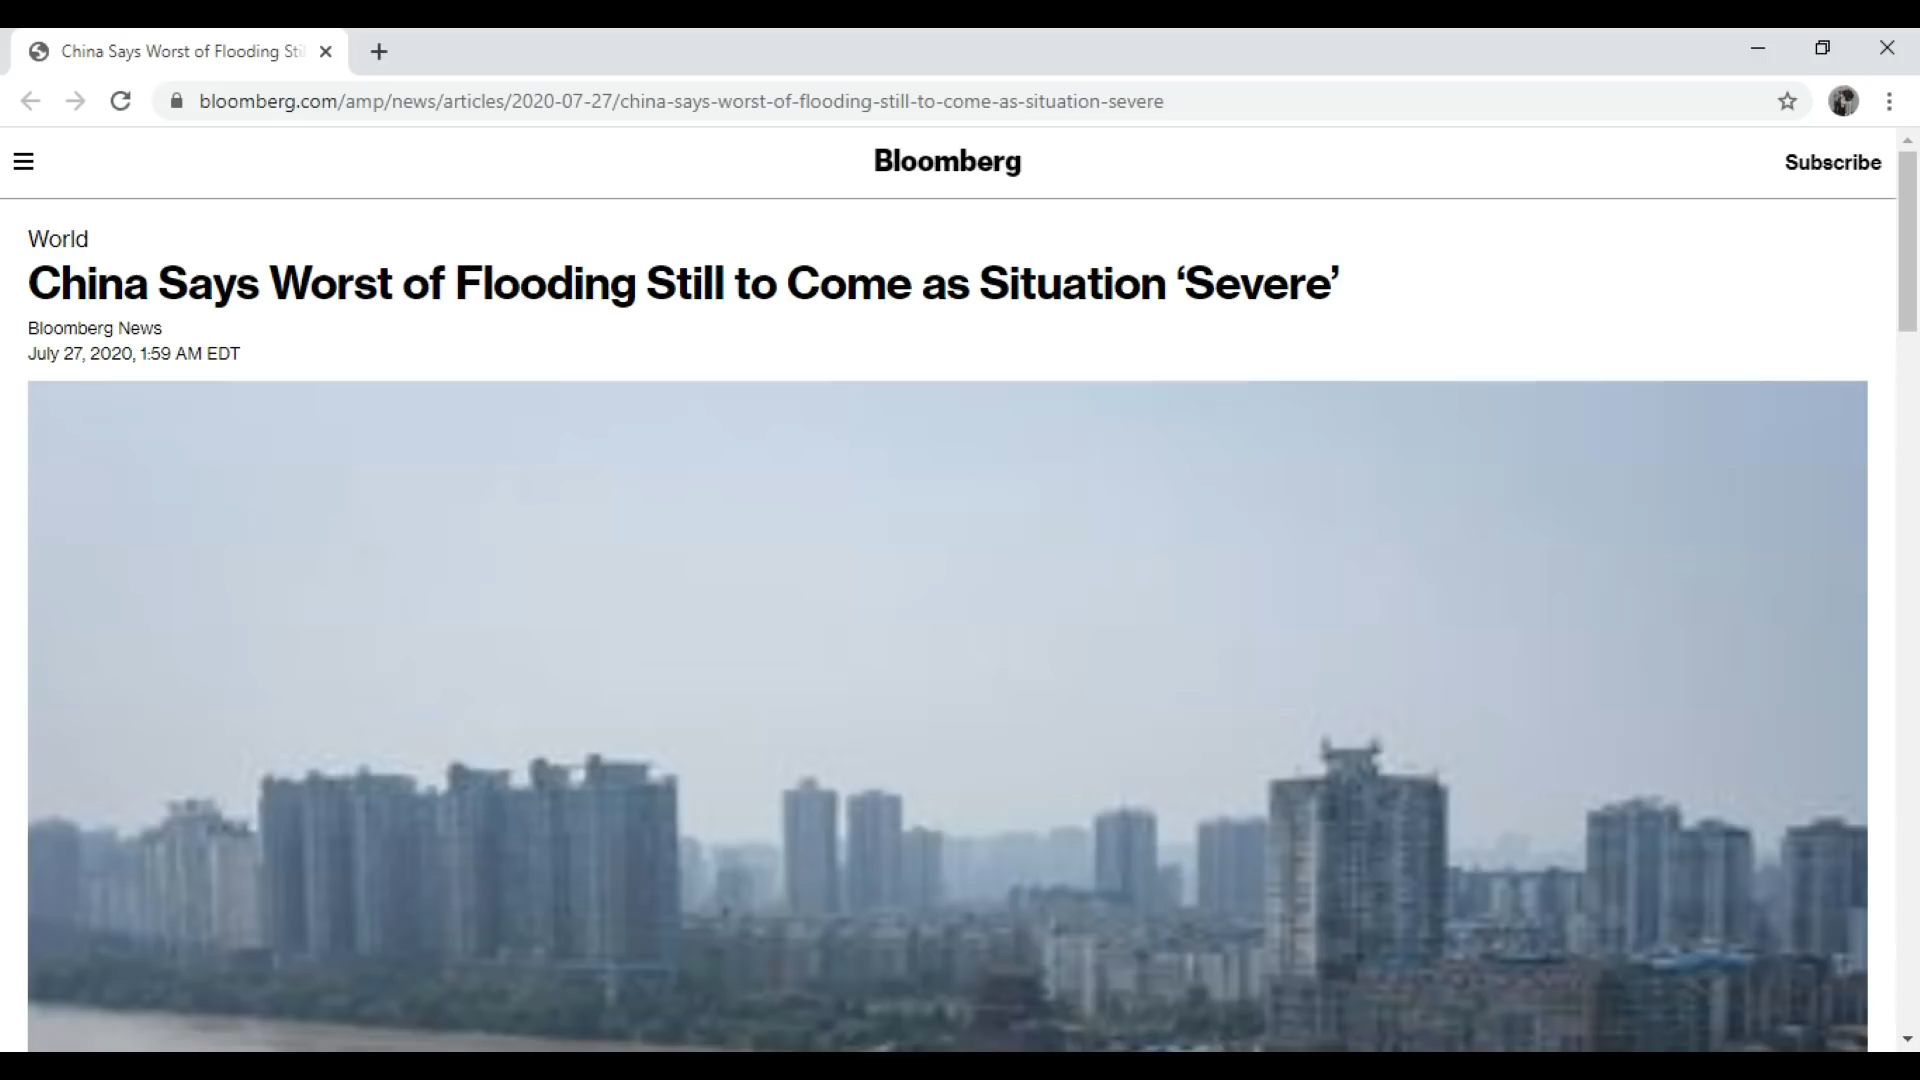 China Says Worst of Flooding Sti
bloomberg.com/amp/news/articles/2020-07-27/china-says-worst-of-flooding-still-to-come-as-situation-severe
Bloomberg
Subscribe
World
China Says Worst of Flooding Still to Come as Situation ‘Severe’
Bloomberg News
July 27, 2020, 1:59 AM EDT